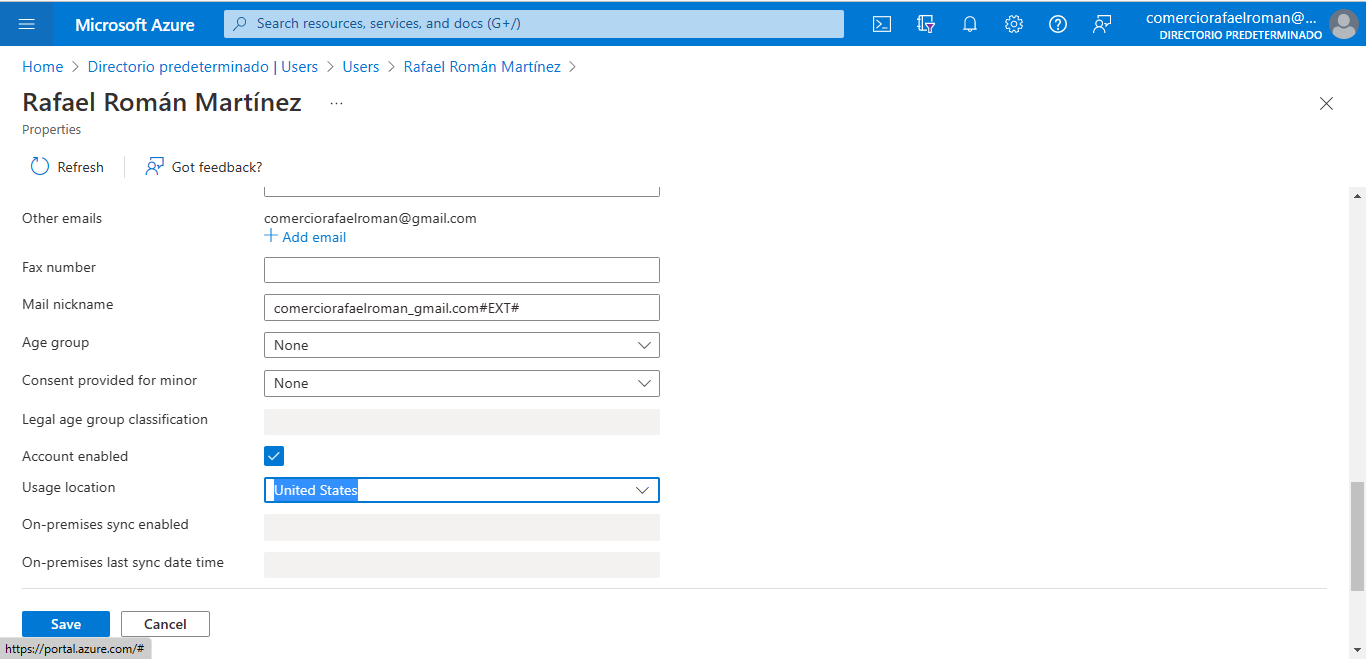 Microsoft Azure
Search resources, services, and docs (G+/)
comerciorafaelroman@...
DIRECTORIO PREDETERMINADO
Home > Directorio predeterminado | Users > Users > Rafael Román Martínez >
Rafael Román Martínez ...
Properties
Refresh
Got feedback?
Other emails
comerciorafaelroman@gmail.com
+ Add email
Fax number
Mail nickname
comerciorafaelroman_gmail.com#EXT#
Age group
None
Consent provided for minor
None
Legal age group classification
Account enabled
Usage location
United States
On-premises sync enabled
On-premises last sync date time
Save
Cancel
https://portal.azure.com/#